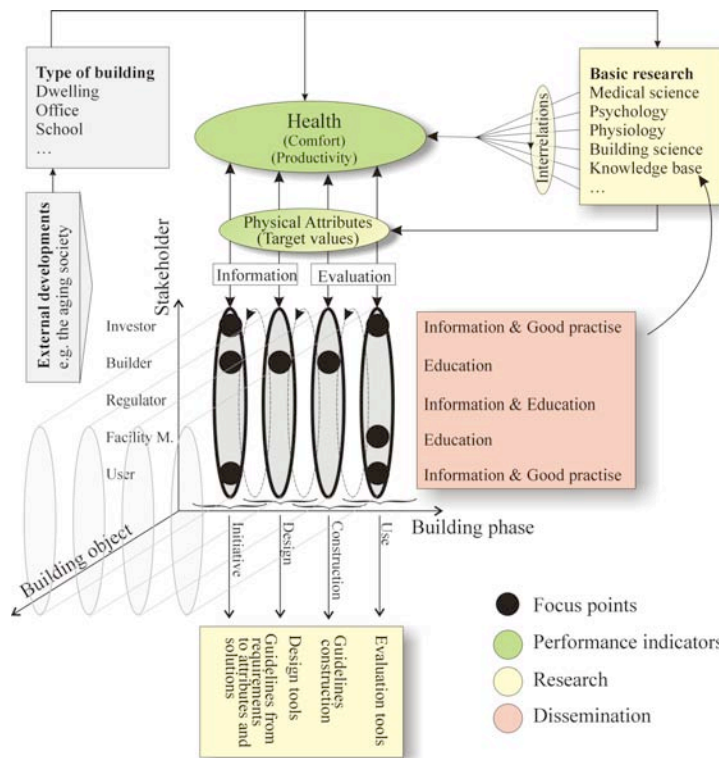 Type of building
Dwelling
Office
School
…
Health
(Comfort)
(Productivity)
Interrelations
Basic research
Medical science
Psychology
Physiology
Building science
Knowledge base
…
External developments
e.g. the aging society
Physical Attributes
(Target values)
Information
Evaluation
Stakeholder
Investor
Builder
Regulator
Facility M.
User
Information & Good practise
Education
Information & Education
Education
Information & Good practise
Building object
Building phase
Initiative
Design
Construction
Use
Guidelines from
requirements
to attributes and
solutions
Design tools
Guidelines
construction
Evaluation tools
Focus points
Performance indicators
Research
Dissemination